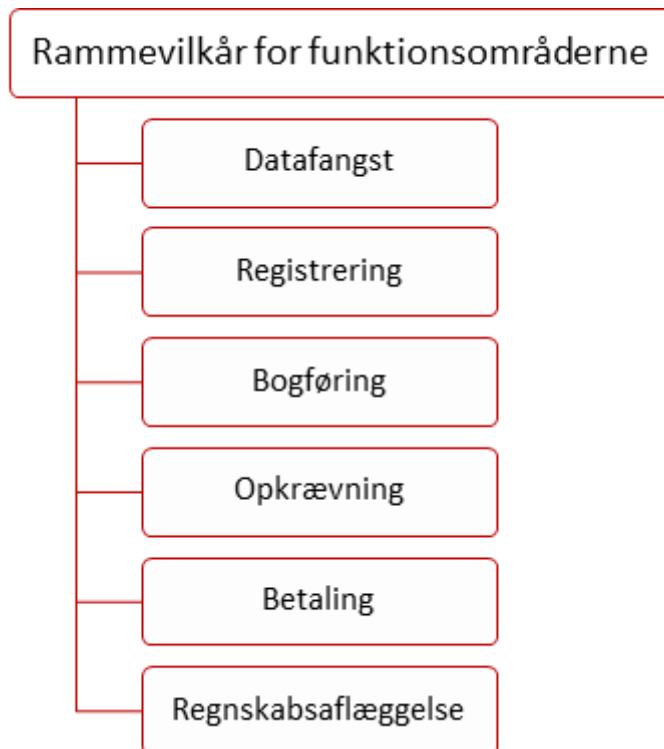 Rammevilkår for funktionsområderne
Datafangst
Registrering
Bogføring
Opkrævning
Betaling
Regnskabsaflæggelse